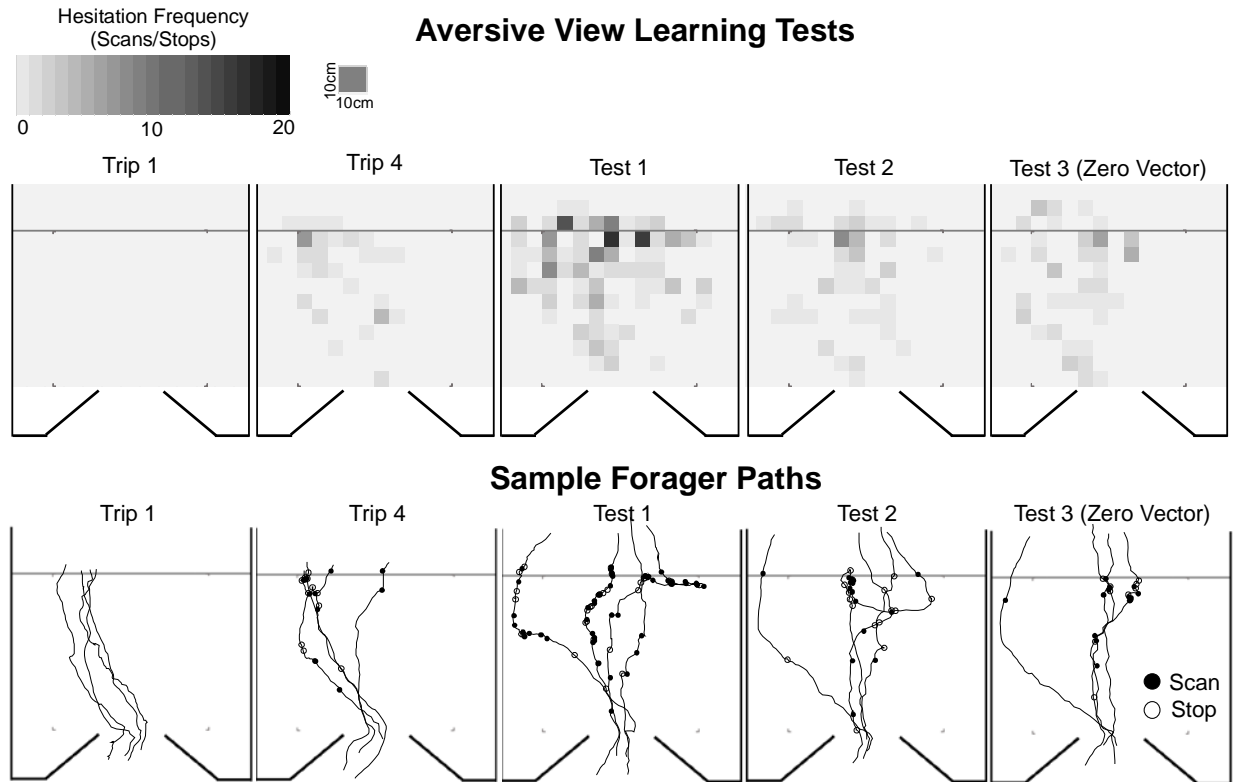 Hesitation Frequency
(Scans/Stops)
Aversive View Learning Tests
10cm
10cm
0 10 20
Trip 1 Trip 4 Test 1 Test 2 Test 3 (Zero Vector)
Sample Forager Paths
Trip 1 Trip 4 Test 1 Test 2 Test 3 (Zero Vector)
Scan
Stop